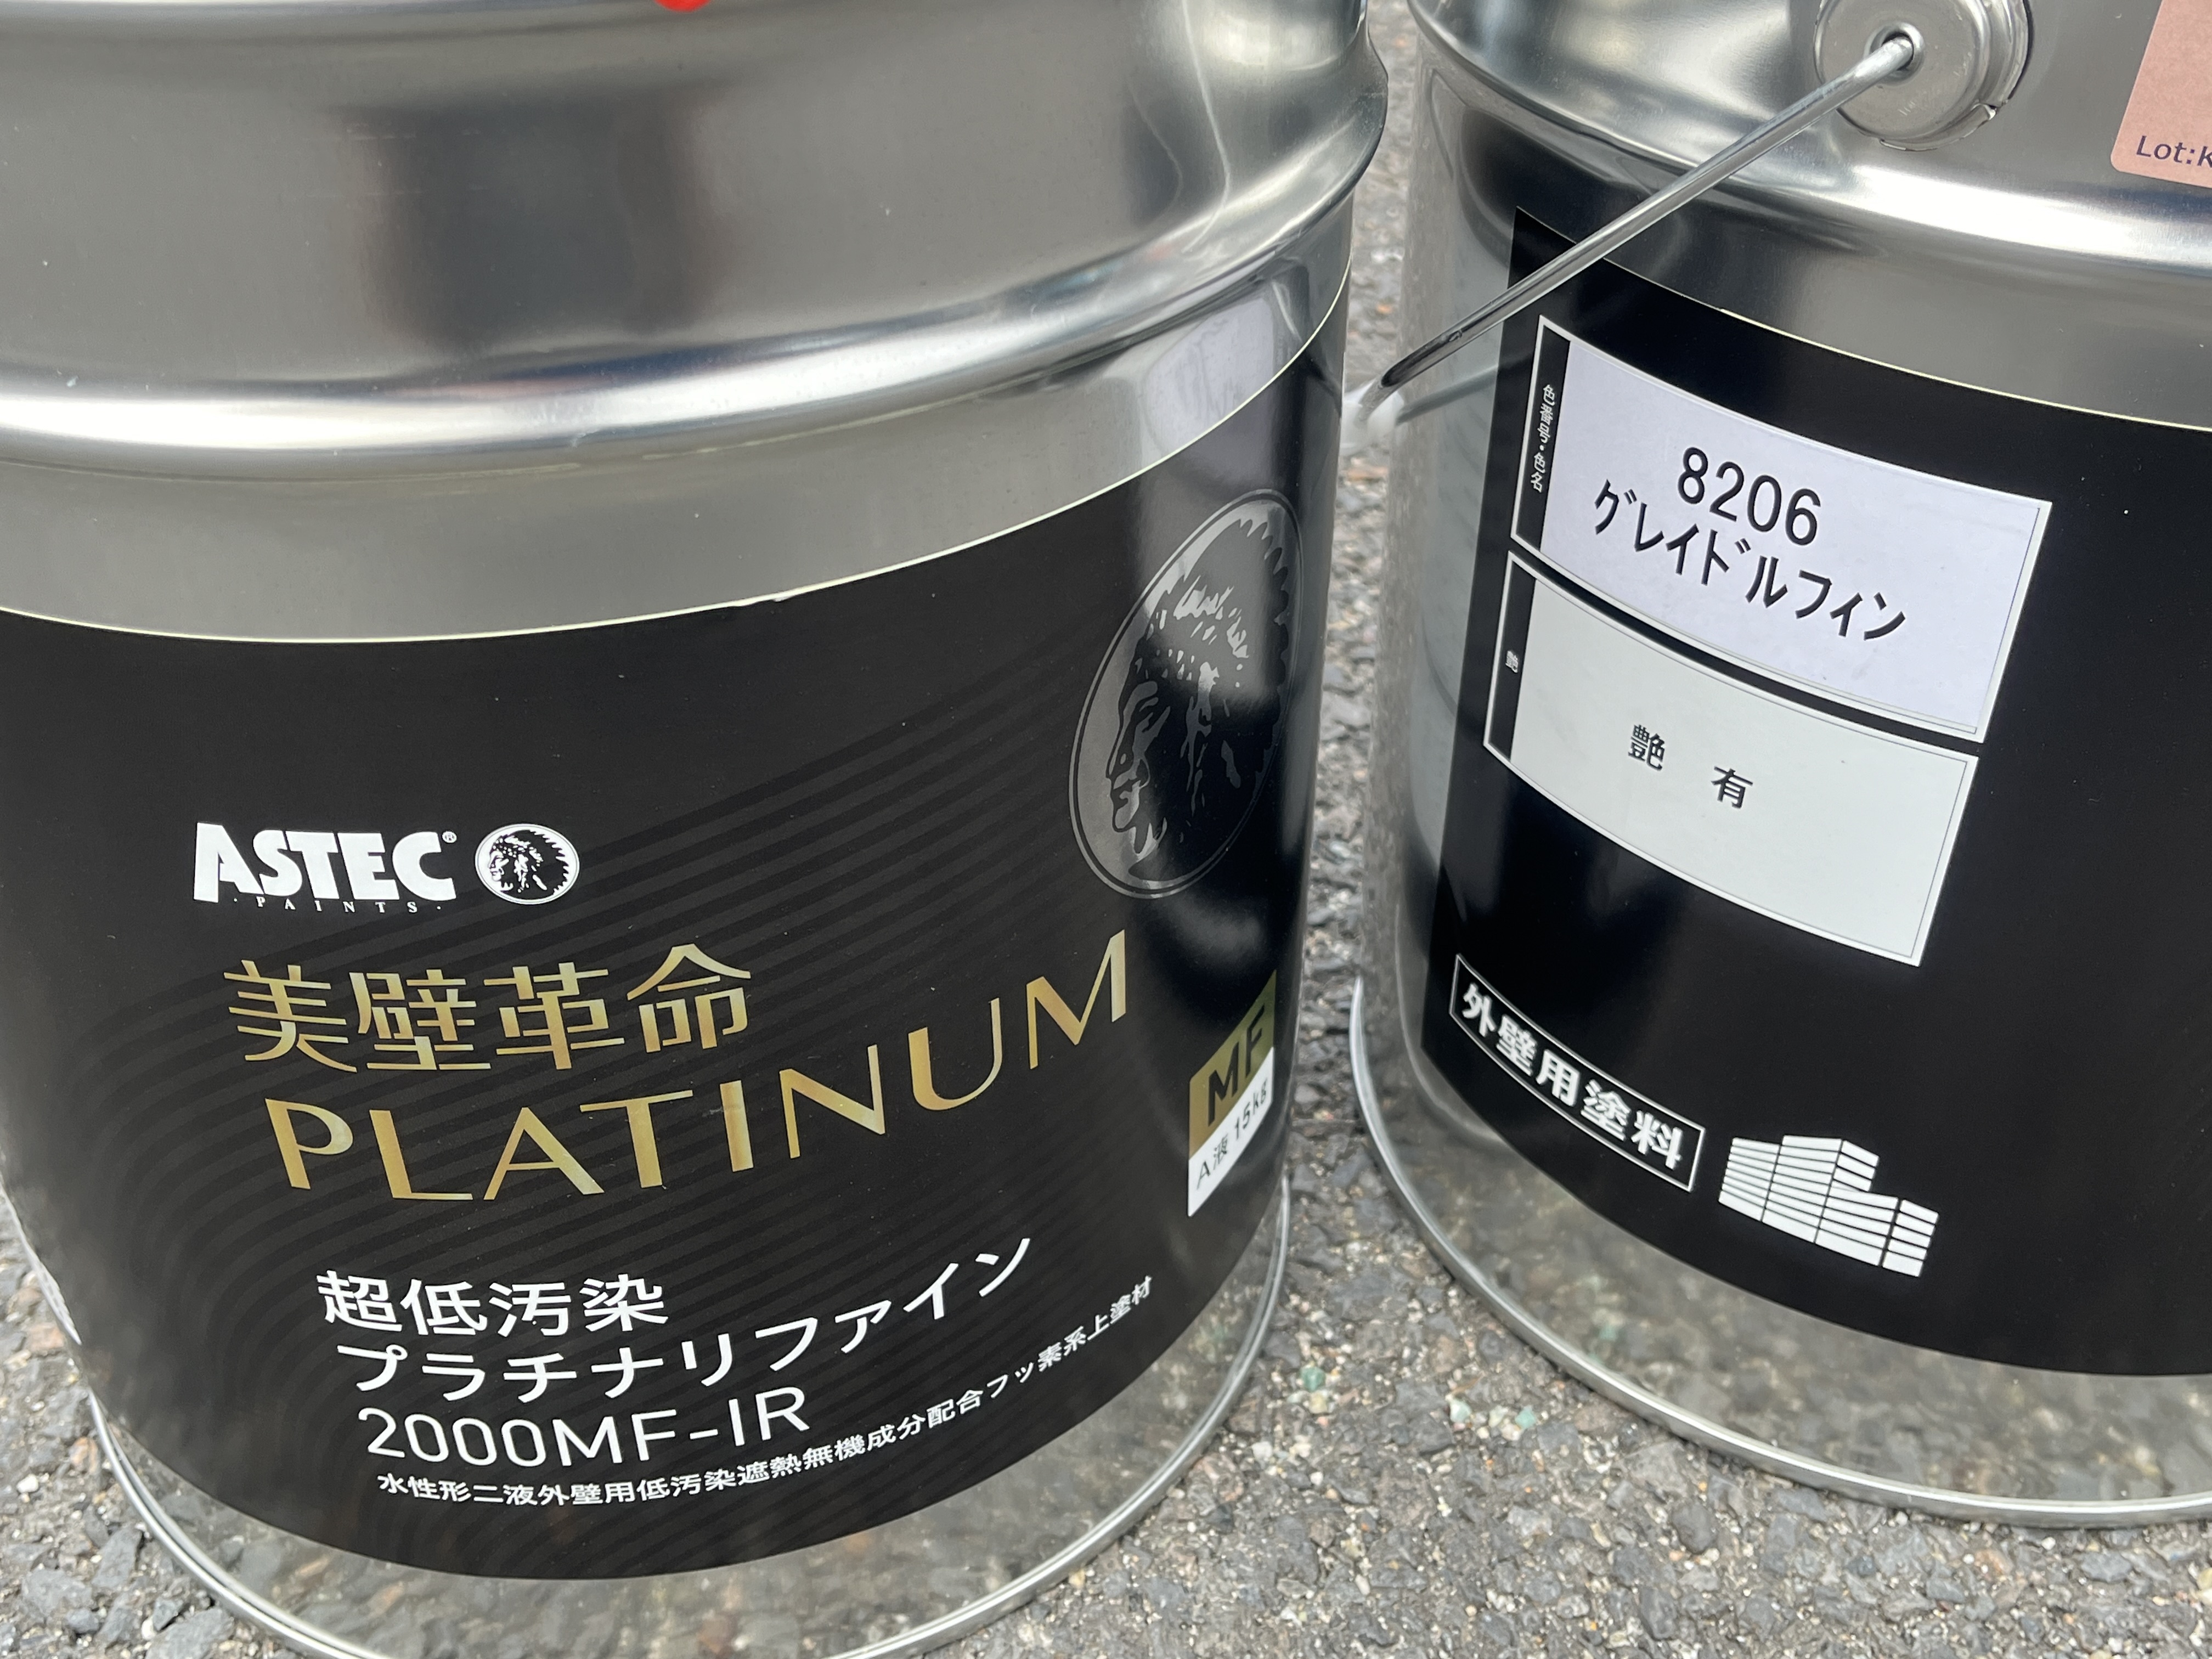 ASTEC®
・PAINTS・
美壁革命
PLATINUM
MF
A液 15kg
超低汚染
プラチナリファイン
2000MF-IR
水性形二液外壁用低汚染遮熱無機成分配合フッ素系上塗材
Lot:K
色番号・色名
8206
グレイドルフィン
艶
艶 有
外壁用塗料